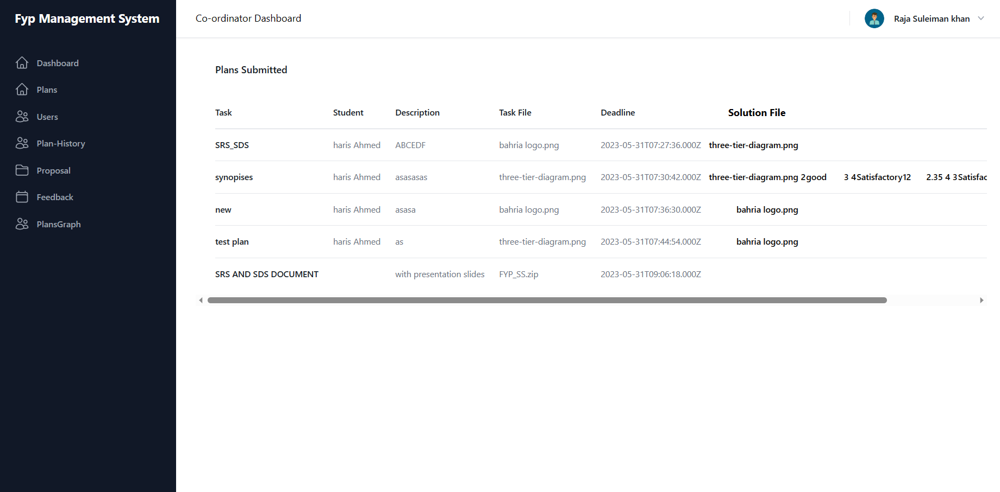 Fyp Management System
Co-ordinator Dashboard
Raja Suleiman khan
Dashboard
Plans
Users
Plan-History
Proposal
Feedback
PlansGraph
Plans Submitted
Task Student Description Task File Deadline Solution File
SRS_SDS haris Ahmed ABCEDF bahria logo.png 2023-05-31T07:27:36.000Z three-tier-diagram.png
synopises haris Ahmed asasasas three-tier-diagram.png 2023-05-31T07:30:42.000Z three-tier-diagram.png 2good 3 4Satisfactory12 2.35 4 3Satisfac
new haris Ahmed asasa bahria logo.png 2023-05-31T07:36:30.000Z bahria logo.png
test plan haris Ahmed as three-tier-diagram.png 2023-05-31T07:44:54.000Z bahria logo.png
SRS AND SDS DOCUMENT with presentation slides FYP_SS.zip 2023-05-31T09:06:18.000Z